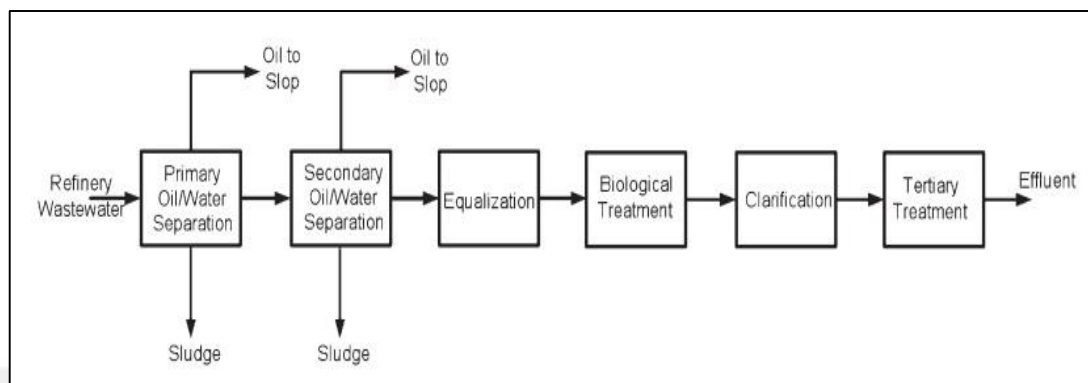 Oil to
Slop
Oil to
Slop
Refinery
Wastewater
Primary
Oil/Water
Separation
Secondary
Oil/Water
Separation
Equalization
Biological
Treatment
Clarification
Tertiary
Treatment
Effluent
Sludge
Sludge